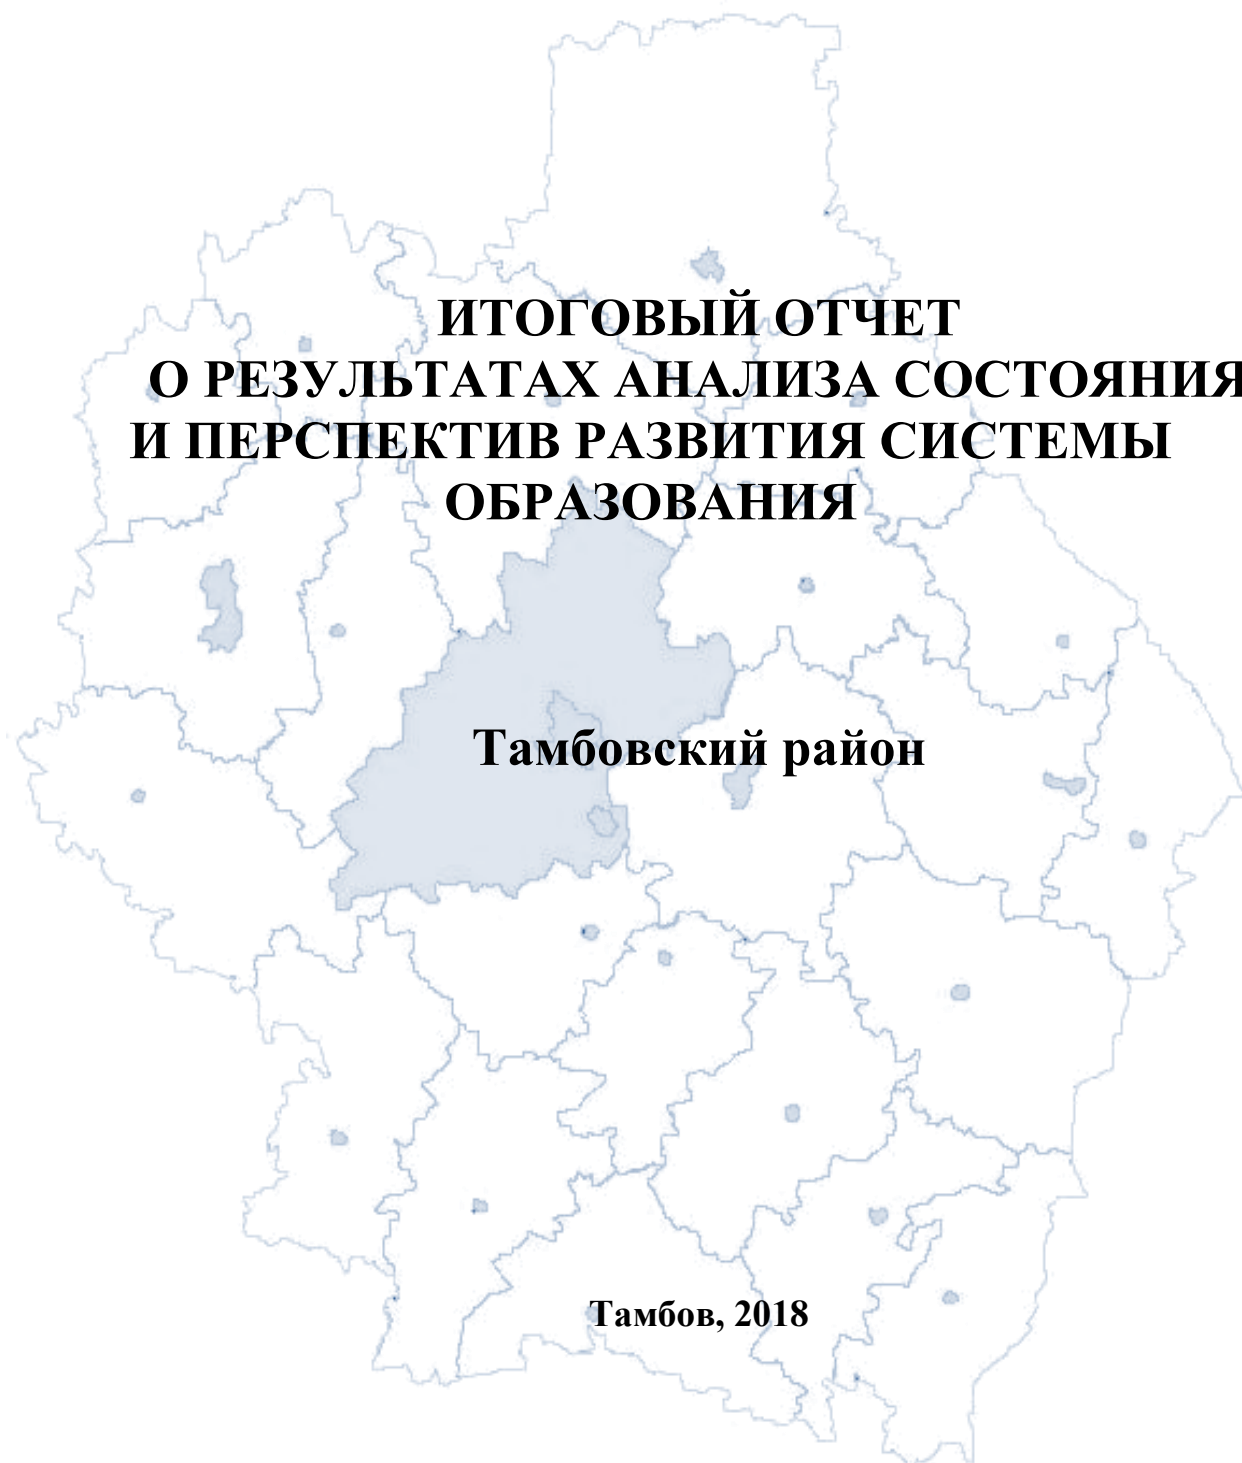 ИТОГОВЫЙ ОТЧЕТ
О РЕЗУЛЬТАТАХ АНАЛИЗА СОСТОЯНИЯ
И ПЕРСПЕКТИВ РАЗВИТИЯ СИСТЕМЫ
ОБРАЗОВАНИЯ
Тамбовский район
Тамбов, 2018